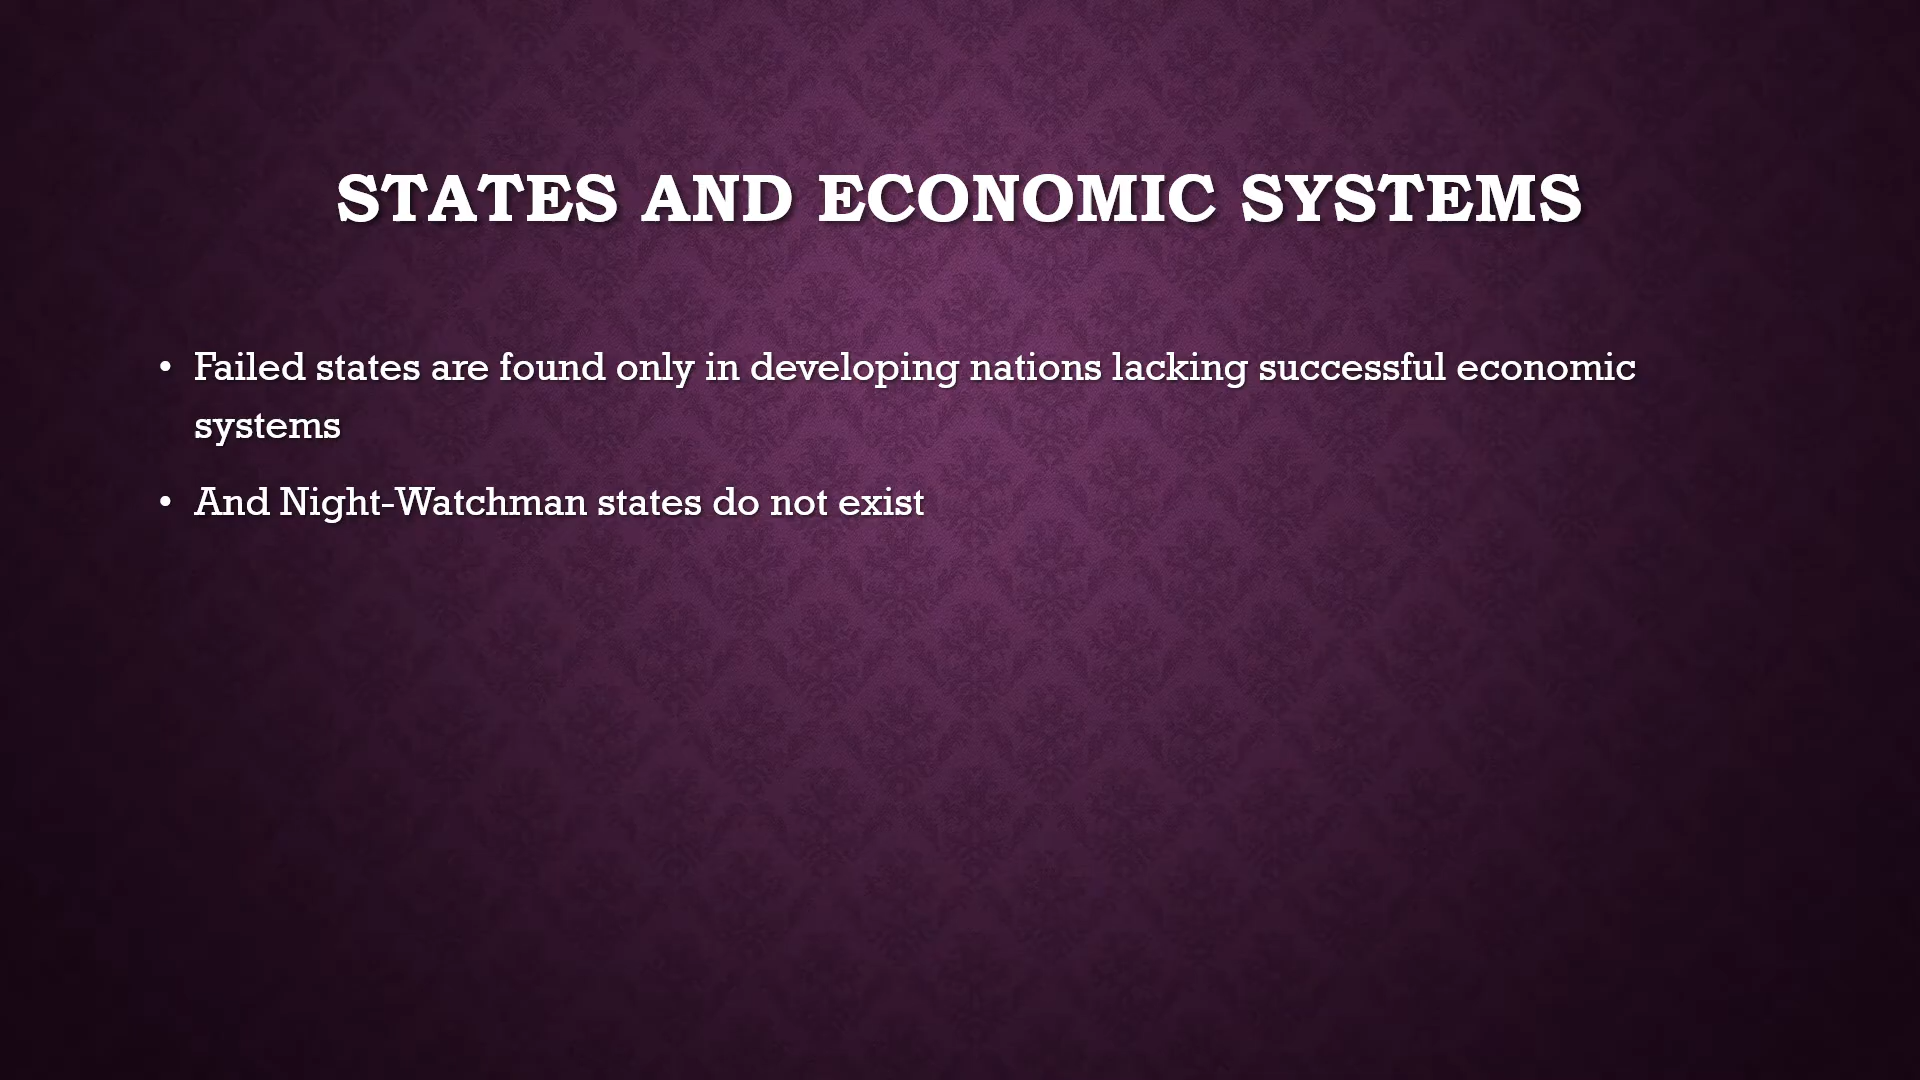 STATES AND ECONOMIC SYSTEMS
• Failed states are found only in developing nations lacking successful economic
systems
• And Night-Watchman states do not exist